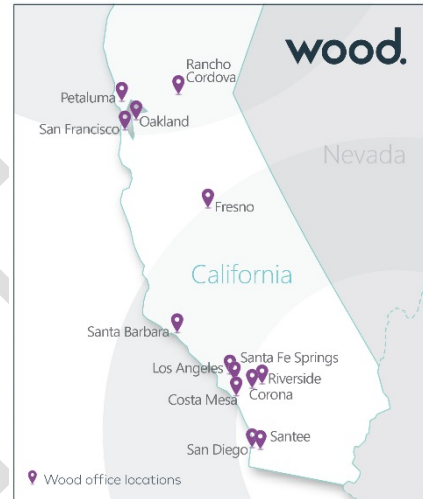 wood.
Rancho
Cordova
Petaluma
Oakland
San Francisco
Nevada
Fresno
California
Santa Barbara
Santa Fe Springs
Los Angeles
Riverside
Corona
Costa Mesa
Santee
San Diego
Wood office locations